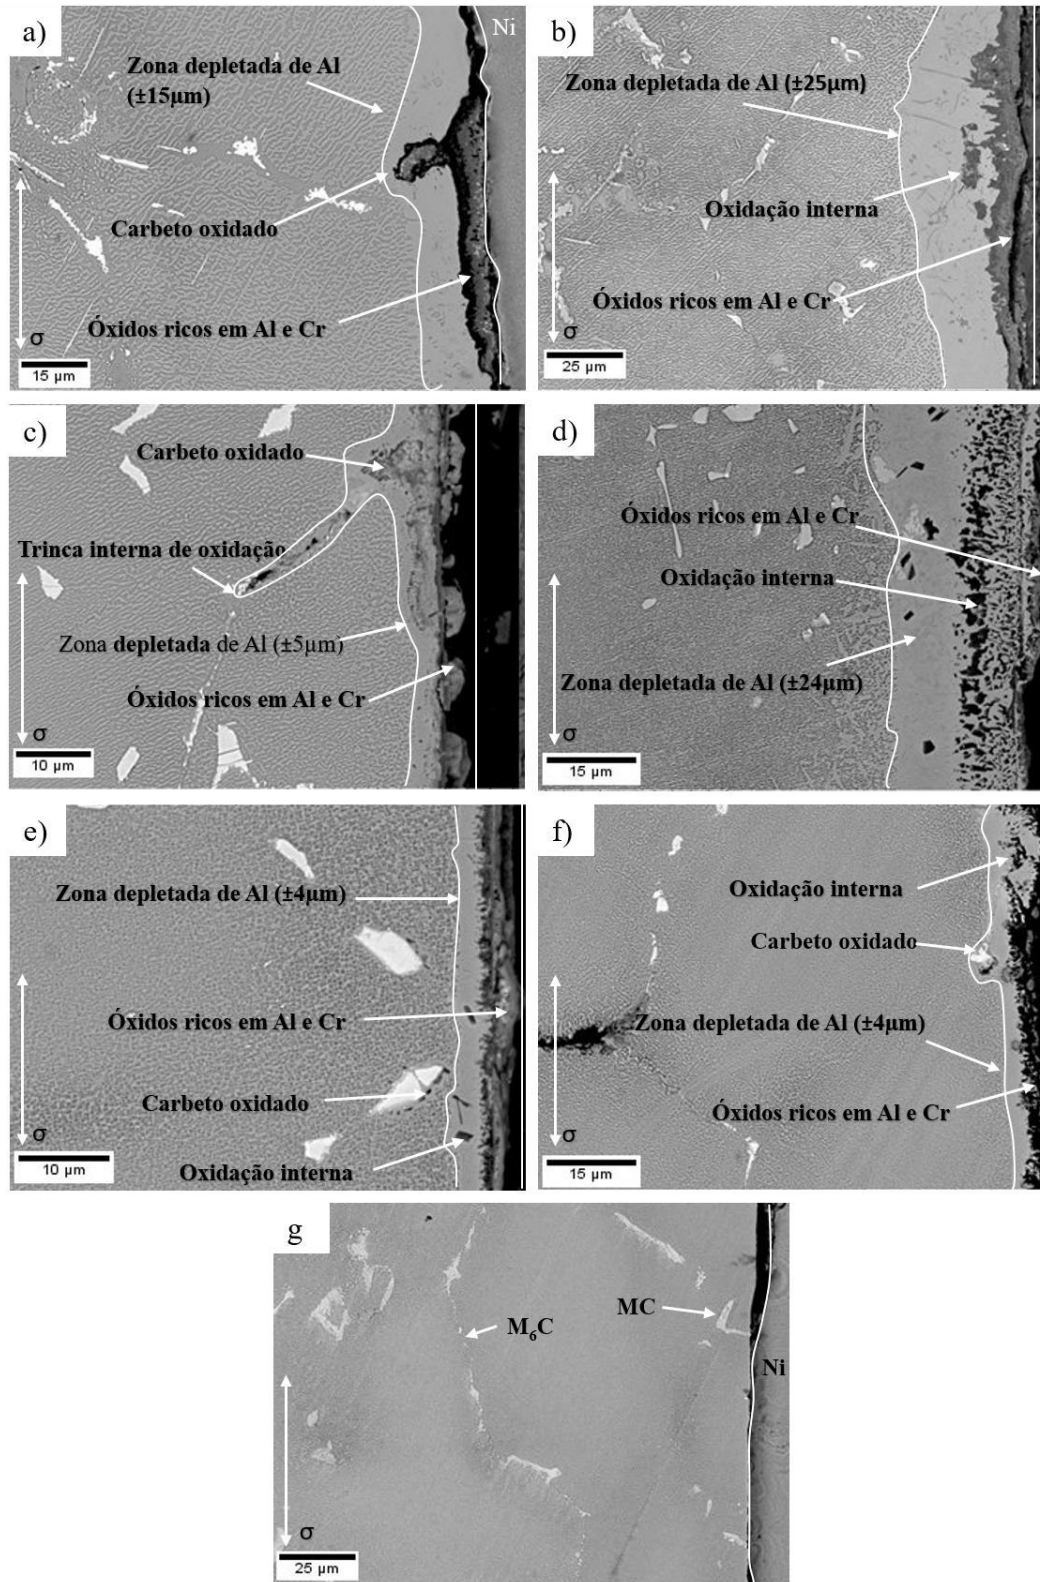 a)
Ni
Zona depletada de Al
(±15µm)
Carbeto oxidado
Óxidos ricos em Al e Cr
σ
15 µm
b)
Zona depletada de Al (±25µm)
Oxidação interna
Óxidos ricos em Al e Cr
σ
25 µm
c)
Carbeto oxidado
Trinca interna de oxidação
Zona depletada de Al (±5µm)
Óxidos ricos em Al e Cr
σ
10 µm
d)
Óxidos ricos em Al e Cr
Oxidação interna
Zona depletada de Al (±24µm)
σ
15 µm
e)
Zona depletada de Al (±4µm)
Óxidos ricos em Al e Cr
Carbeto oxidado
σ
Oxidação interna
10 µm
f)
Oxidação interna
Carbeto oxidado
Zona depletada de Al (±4µm)
Óxidos ricos em Al e Cr
σ
15 µm
g
MC
M₆C
Ni
σ
25 µm